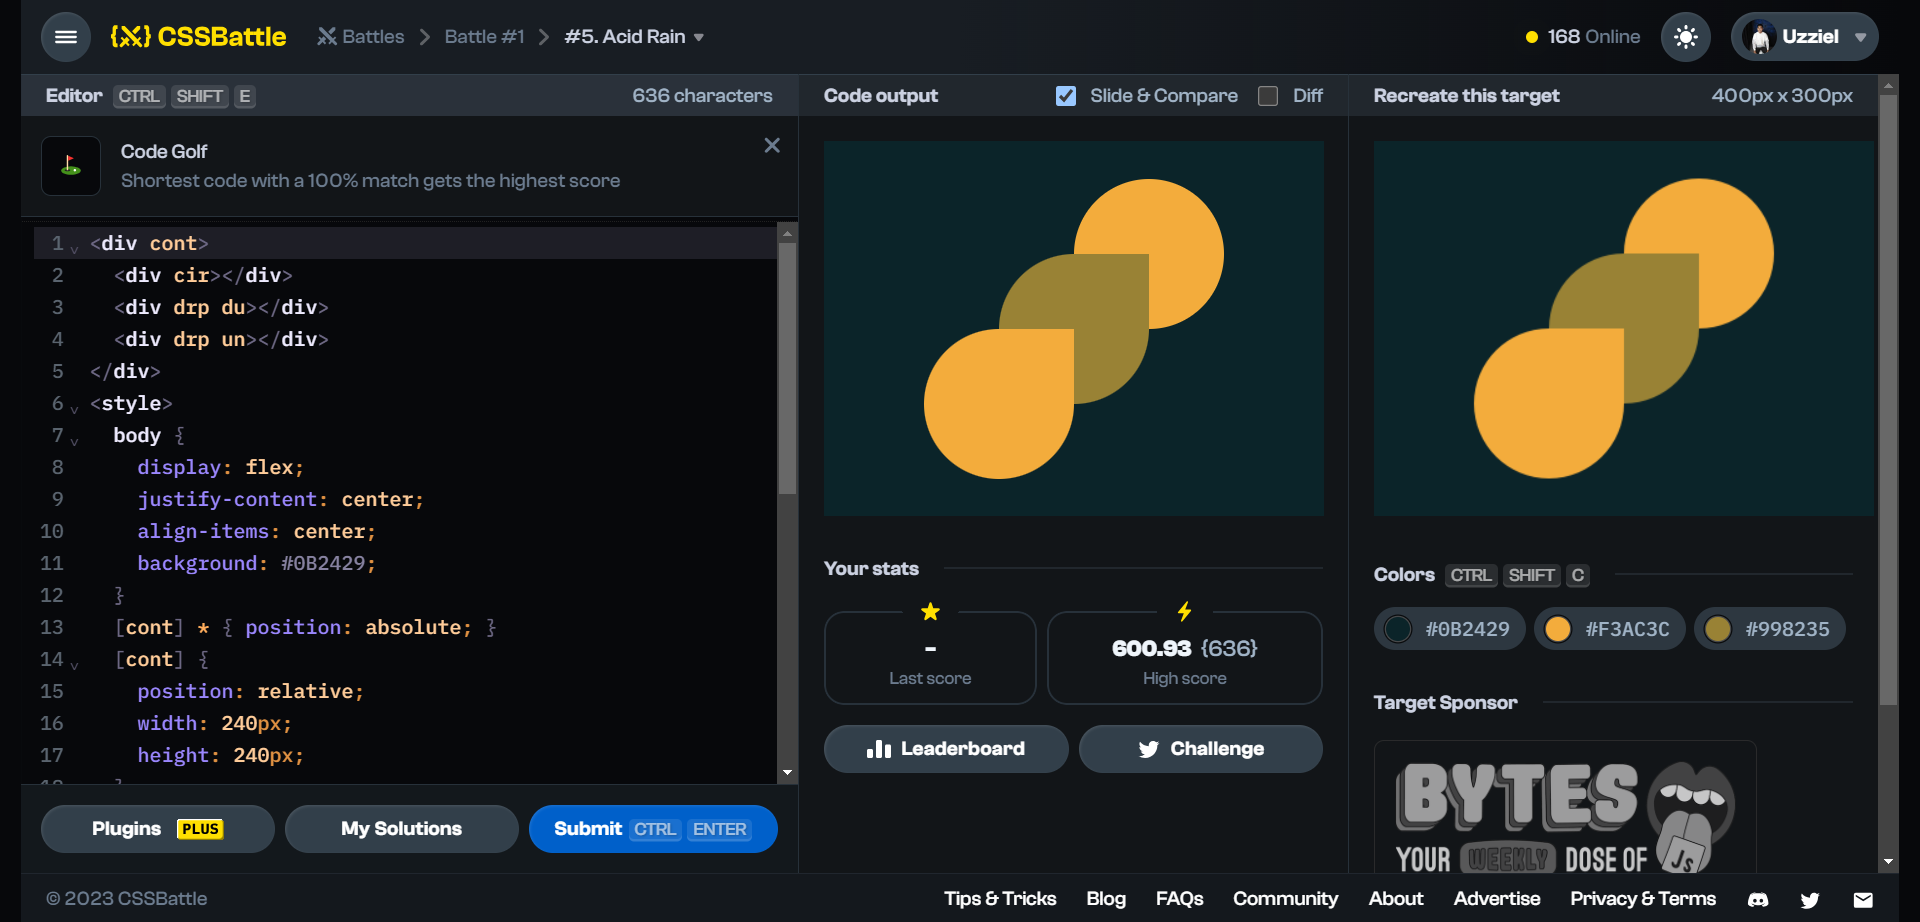 CSSBattle
Battles
Battle #1
#5. Acid Rain
168 Online
Uzziel
Editor CTRL SHIFT E
636 characters
Code Golf
Shortest code with a 100% match gets the highest score
1 <div cont>
2 <div cir></div>
3 <div drp du></div>
4 <div drp un></div>
5 </div>
6 <style>
7 body {
8 display: flex;
9 justify-content: center;
10 align-items: center;
11 background: #0B2429;
12 }
13 [cont] * { position: absolute; }
14 [cont] {
15 position: relative;
16 width: 240px;
17 height: 240px;
Plugins PLUS
My Solutions
Submit CTRL ENTER
Code output
Slide & Compare
Diff
Your stats
-
Last score
600.93 {636}
High score
Leaderboard
Challenge
Recreate this target
400px x 300px
Colors CTRL SHIFT C
#0B2429
#F3AC3C
#998235
Target Sponsor
BYTES
YOUR WEEKLY DOSE OF JS
© 2023 CSSBattle
Tips & Tricks
Blog
FAQs
Community
About
Advertise
Privacy & Terms